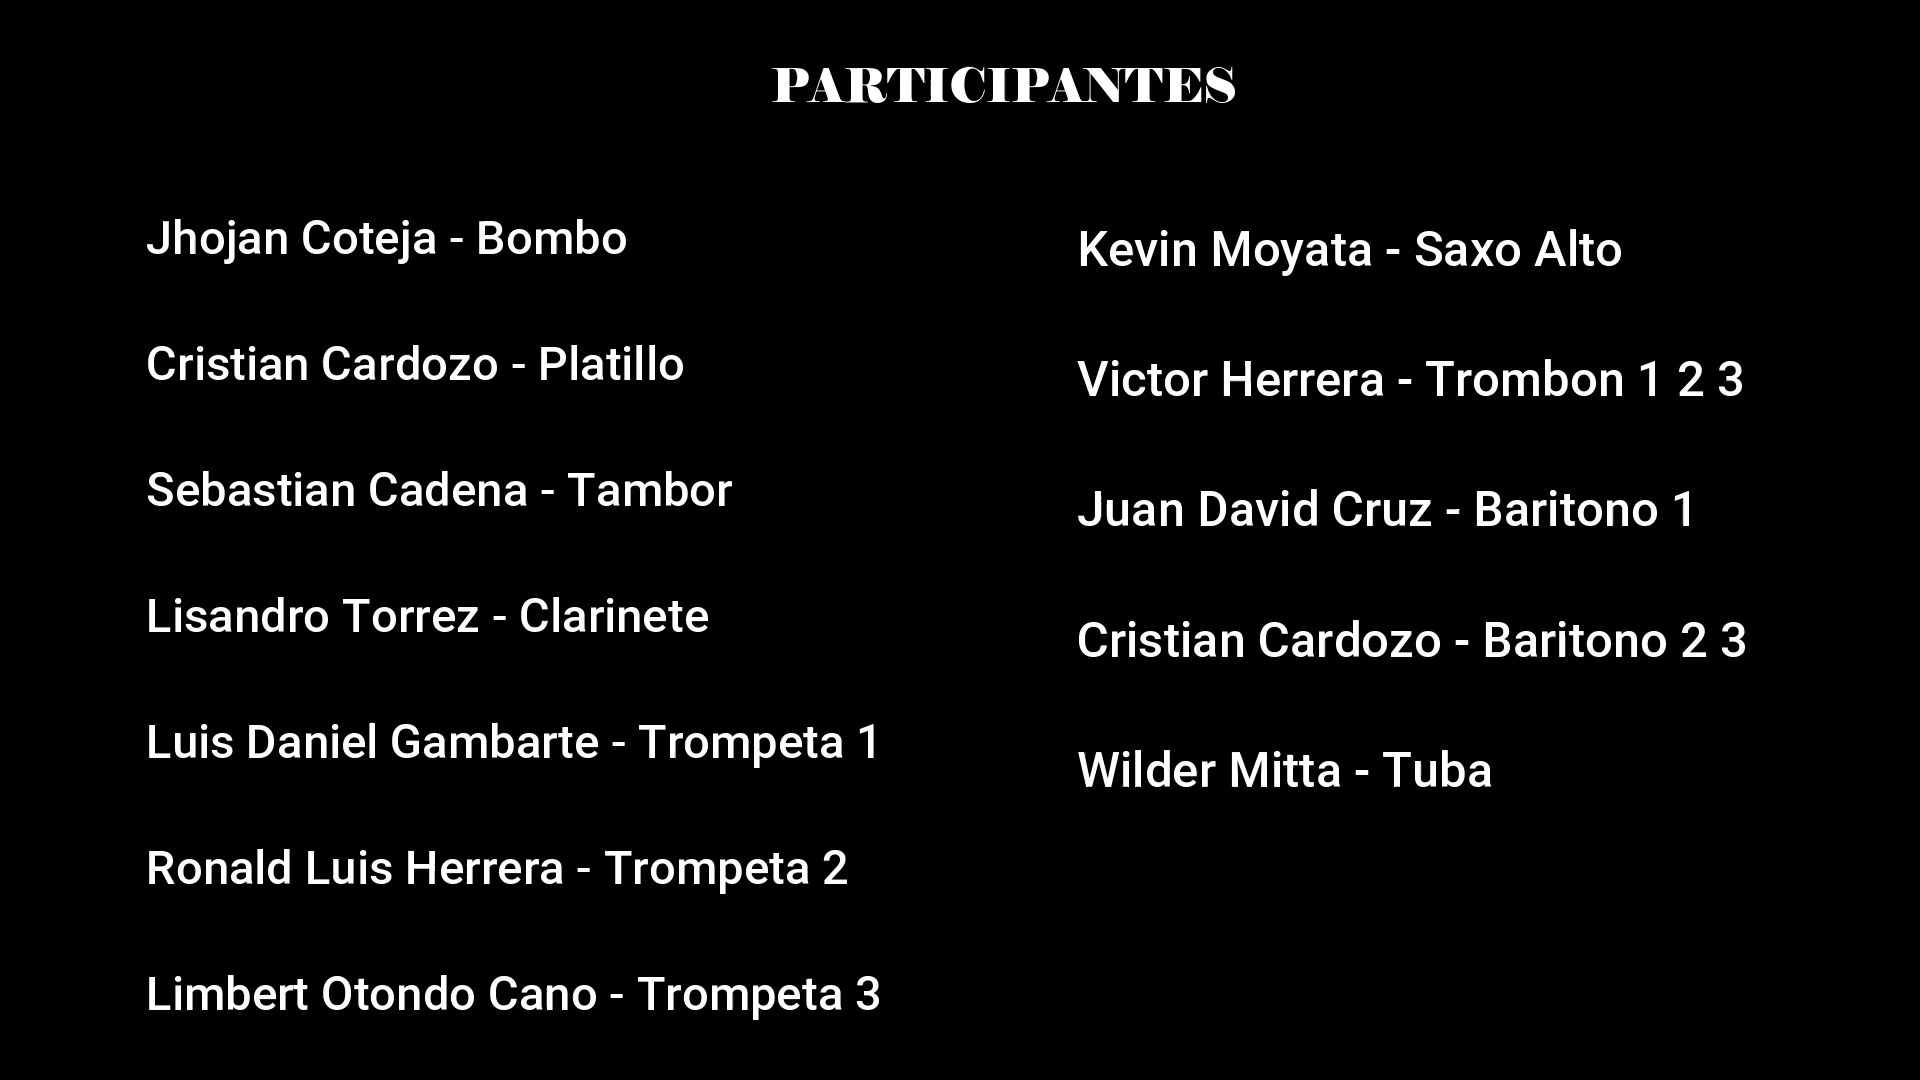 PARTICIPANTES
Jhojan Coteja - Bombo
Cristian Cardozo - Platillo
Sebastian Cadena - Tambor
Lisandro Torrez - Clarinete
Luis Daniel Gambarte - Trompeta 1
Ronald Luis Herrera - Trompeta 2
Limbert Otondo Cano - Trompeta 3
Kevin Moyata - Saxo Alto
Victor Herrera - Trombon 1 2 3
Juan David Cruz - Baritono 1
Cristian Cardozo - Baritono 2 3
Wilder Mitta - Tuba